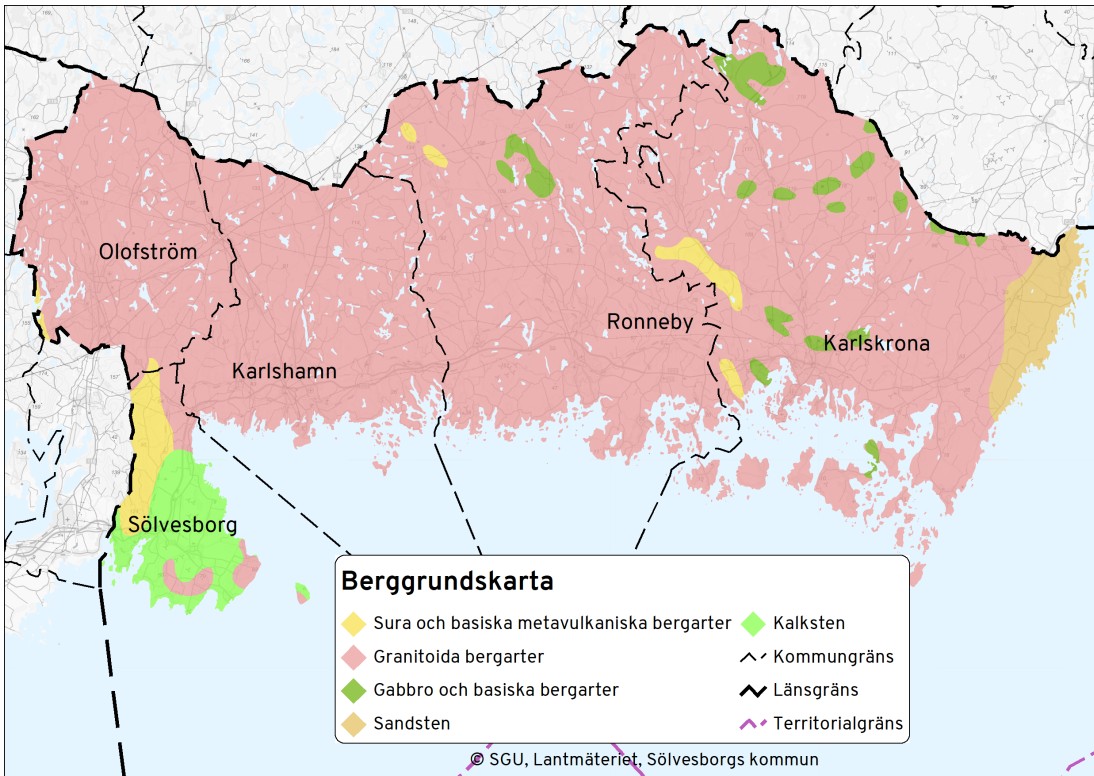 Olofström
Karlshamn
Ronneby
Karlskrona
Sölvesborg
Berggrundskarta
Sura och basiska metavulkaniska bergarter
Granitoida bergarter
Gabbro och basiska bergarter
Sandsten
Kalksten
Kommungräns
Länsgräns
Territorialgräns
© SGU, Lantmäteriet, Sölvesborgs kommun